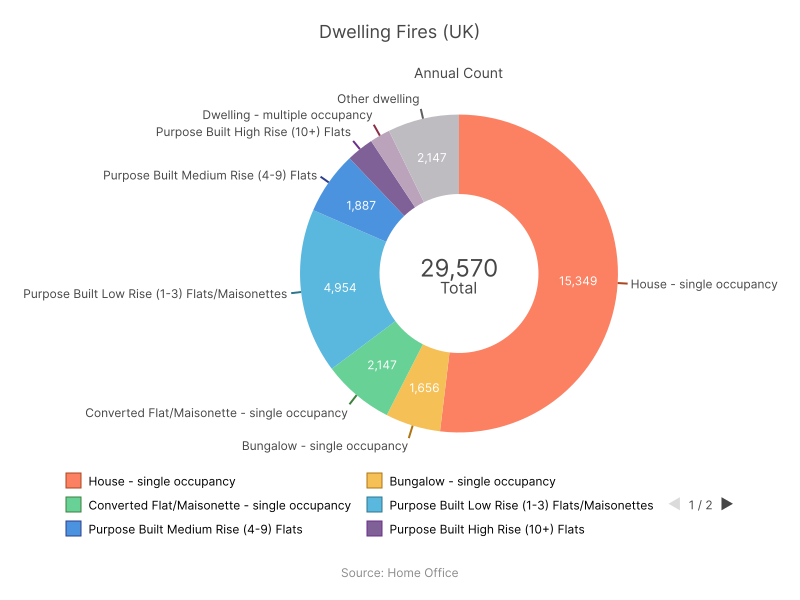 Dwelling Fires (UK)
Annual Count
Other dwelling
Dwelling - multiple occupancy
Purpose Built High Rise (10+) Flats
2,147
Purpose Built Medium Rise (4-9) Flats
1,887
29,570
Total
15,349
House - single occupancy
Purpose Built Low Rise (1-3) Flats/Maisonettes
4,954
2,147
1,656
Converted Flat/Maisonette - single occupancy
Bungalow - single occupancy
House - single occupancy
Bungalow - single occupancy
Converted Flat/Maisonette - single occupancy
Purpose Built Low Rise (1-3) Flats/Maisonettes
1 / 2
Purpose Built Medium Rise (4-9) Flats
Purpose Built High Rise (10+) Flats
Source: Home Office